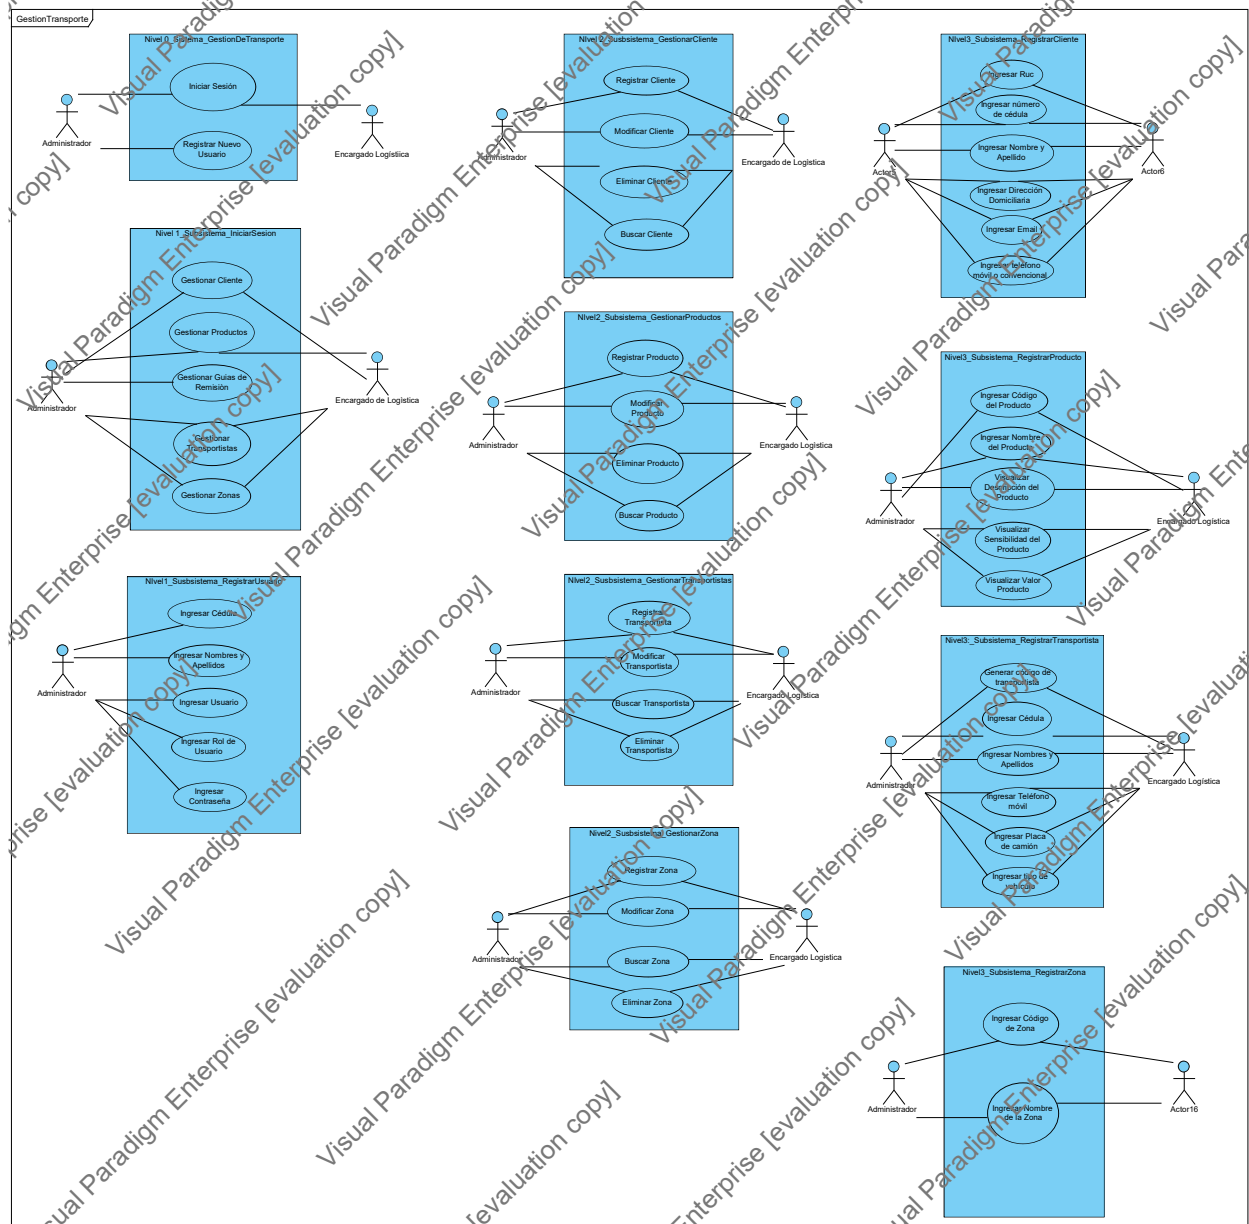 GestionTransporte
Nivel 0_Sistema_GestionDeTransporte
Iniciar Sesión
Registrar Nuevo
Usuario
Administrador
Encargado Logístiica
Nivel 1_Subsistema_IniciarSesion
Gestionar Cliente
Gestionar Productos
Gestionar Guías de
Remisiòn
Gestionar
Transportistas
Gestionar Zonas
Administrador
Encargado de Logística
NIvel1_Susbsistema_RegistrarUsuario
Ingresar Cédula
Ingresar Nombres y
Apellidos
Ingresar Usuario
Ingresar Rol de
Usuario
Ingresar
Contraseña
Administrador
NIvel 2_Susbsistema_GestionarCliente
Registrar Cliente
Modificar Cliente
Eliminar Cliente
Buscar Cliente
Administrador
Encargado de Logística
NIvel2_Subsistema_GestionarProductos
Registrar Producto
Modificar
Producto
Eliminar Producto
Buscar Producto
Administrador
Encargado Logística
NIvel2_Susbsistema_GestionarTransportistas
Registrar
Transportista
Modificar
Transportista
Buscar Transportista
Eliminar
Transportista
Administrador
Encargado Logística
Nivel2_Susbsistema_GestionarZona
Registrar Zona
Modificar Zona
Buscar Zona
Eliminar Zona
Administrador
Encargado Logistica
NIvel3_Subsistema_RegistrarCliente
Ingresar Ruc
Ingresar número
de cédula
Ingresar Nombre y
Apellido
Ingresar Dirección
Domiciliaria
Ingresar Email
Ingresar teléfono
móvil o convencional
Actor5
Actor6
Nivel3_Subsistema_RegistrarProducto
Ingresar Código
del Producto
Ingresar Nombre
del Producto
Visualizar
Descripción del
Producto
Visualizar
Sensibilidad del
Producto
Visualizar Valor
Producto
Administrador
Encargado Logística
Nivel3:_Subsistema_RegistrarTransportista
Generar código de
transportista
Ingresar Cédula
Ingresar Nombres y
Apellidos
Ingresar Teléfono
móvil
Ingresar Placa
de camión
Ingresar tipo de
vehículo
Administrador
Encargado Logística
Nivel3_Subsistema_RegistrarZona
Ingresar Código
de Zona
Ingresar Nombre
de la Zona
Administrador
Actor16
Visual Paradigm Enterprise [evaluation copy]